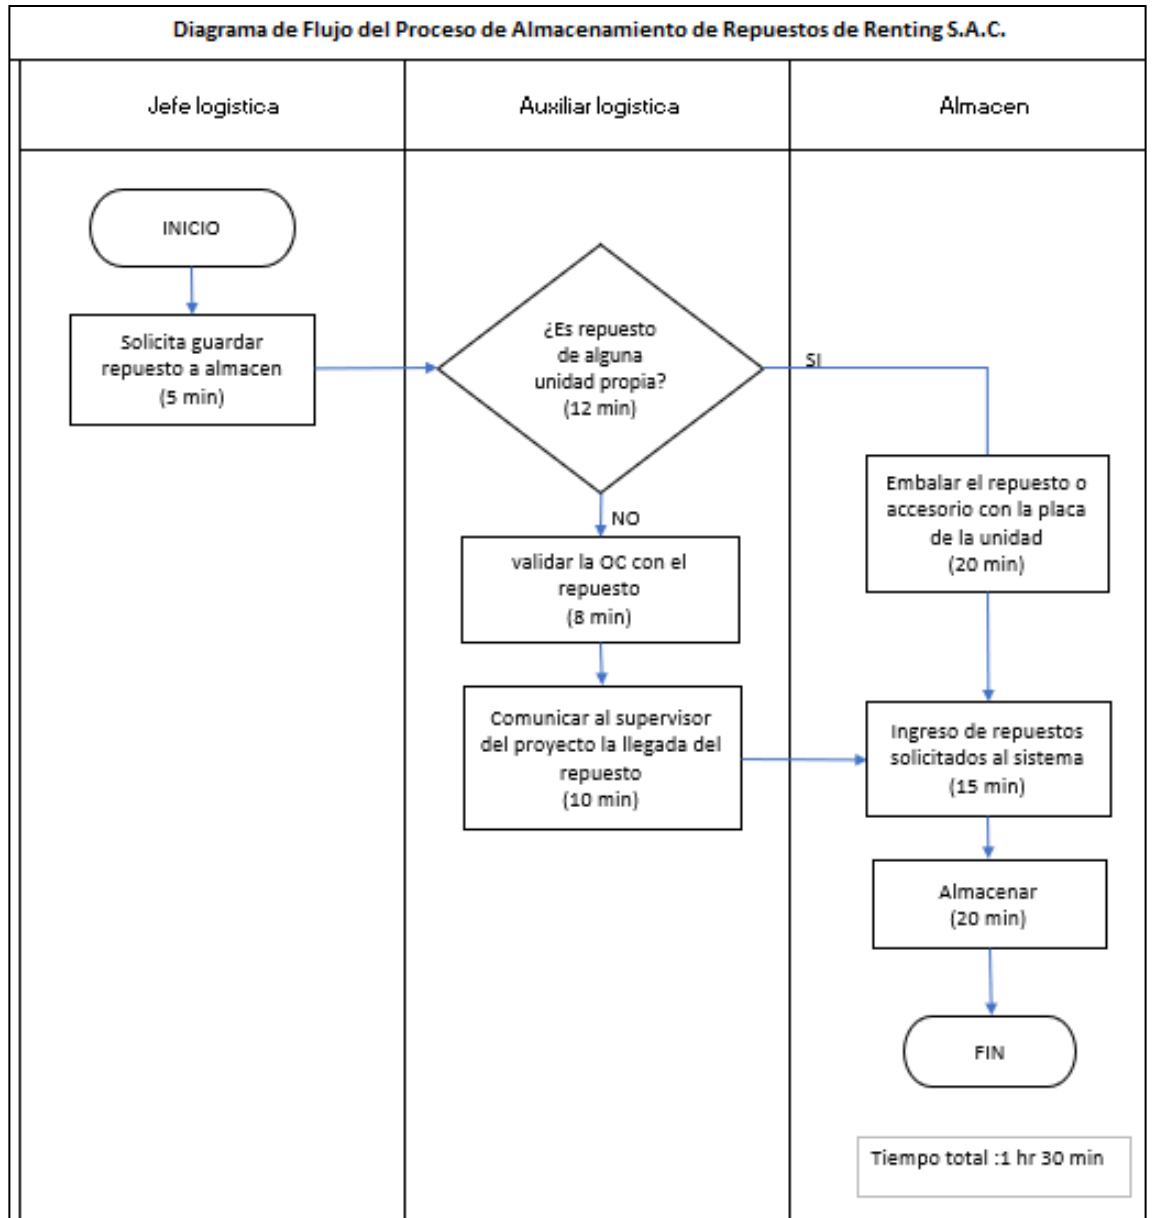 Diagrama de Flujo del Proceso de Almacenamiento de Repuestos de Renting S.A.C.
Jefe logistica
Auxiliar logistica
Almacen
INICIO
Solicita guardar
repuesto a almacen
(5 min)
¿Es repuesto
de alguna
unidad propia?
(12 min)
SI
NO
Embalar el repuesto o
accesorio con la placa
de la unidad
(20 min)
validar la OC con el
repuesto
(8 min)
Comunicar al supervisor
del proyecto la llegada del
repuesto
(10 min)
Ingreso de repuestos
solicitados al sistema
(15 min)
Almacenar
(20 min)
FIN
Tiempo total :1 hr 30 min